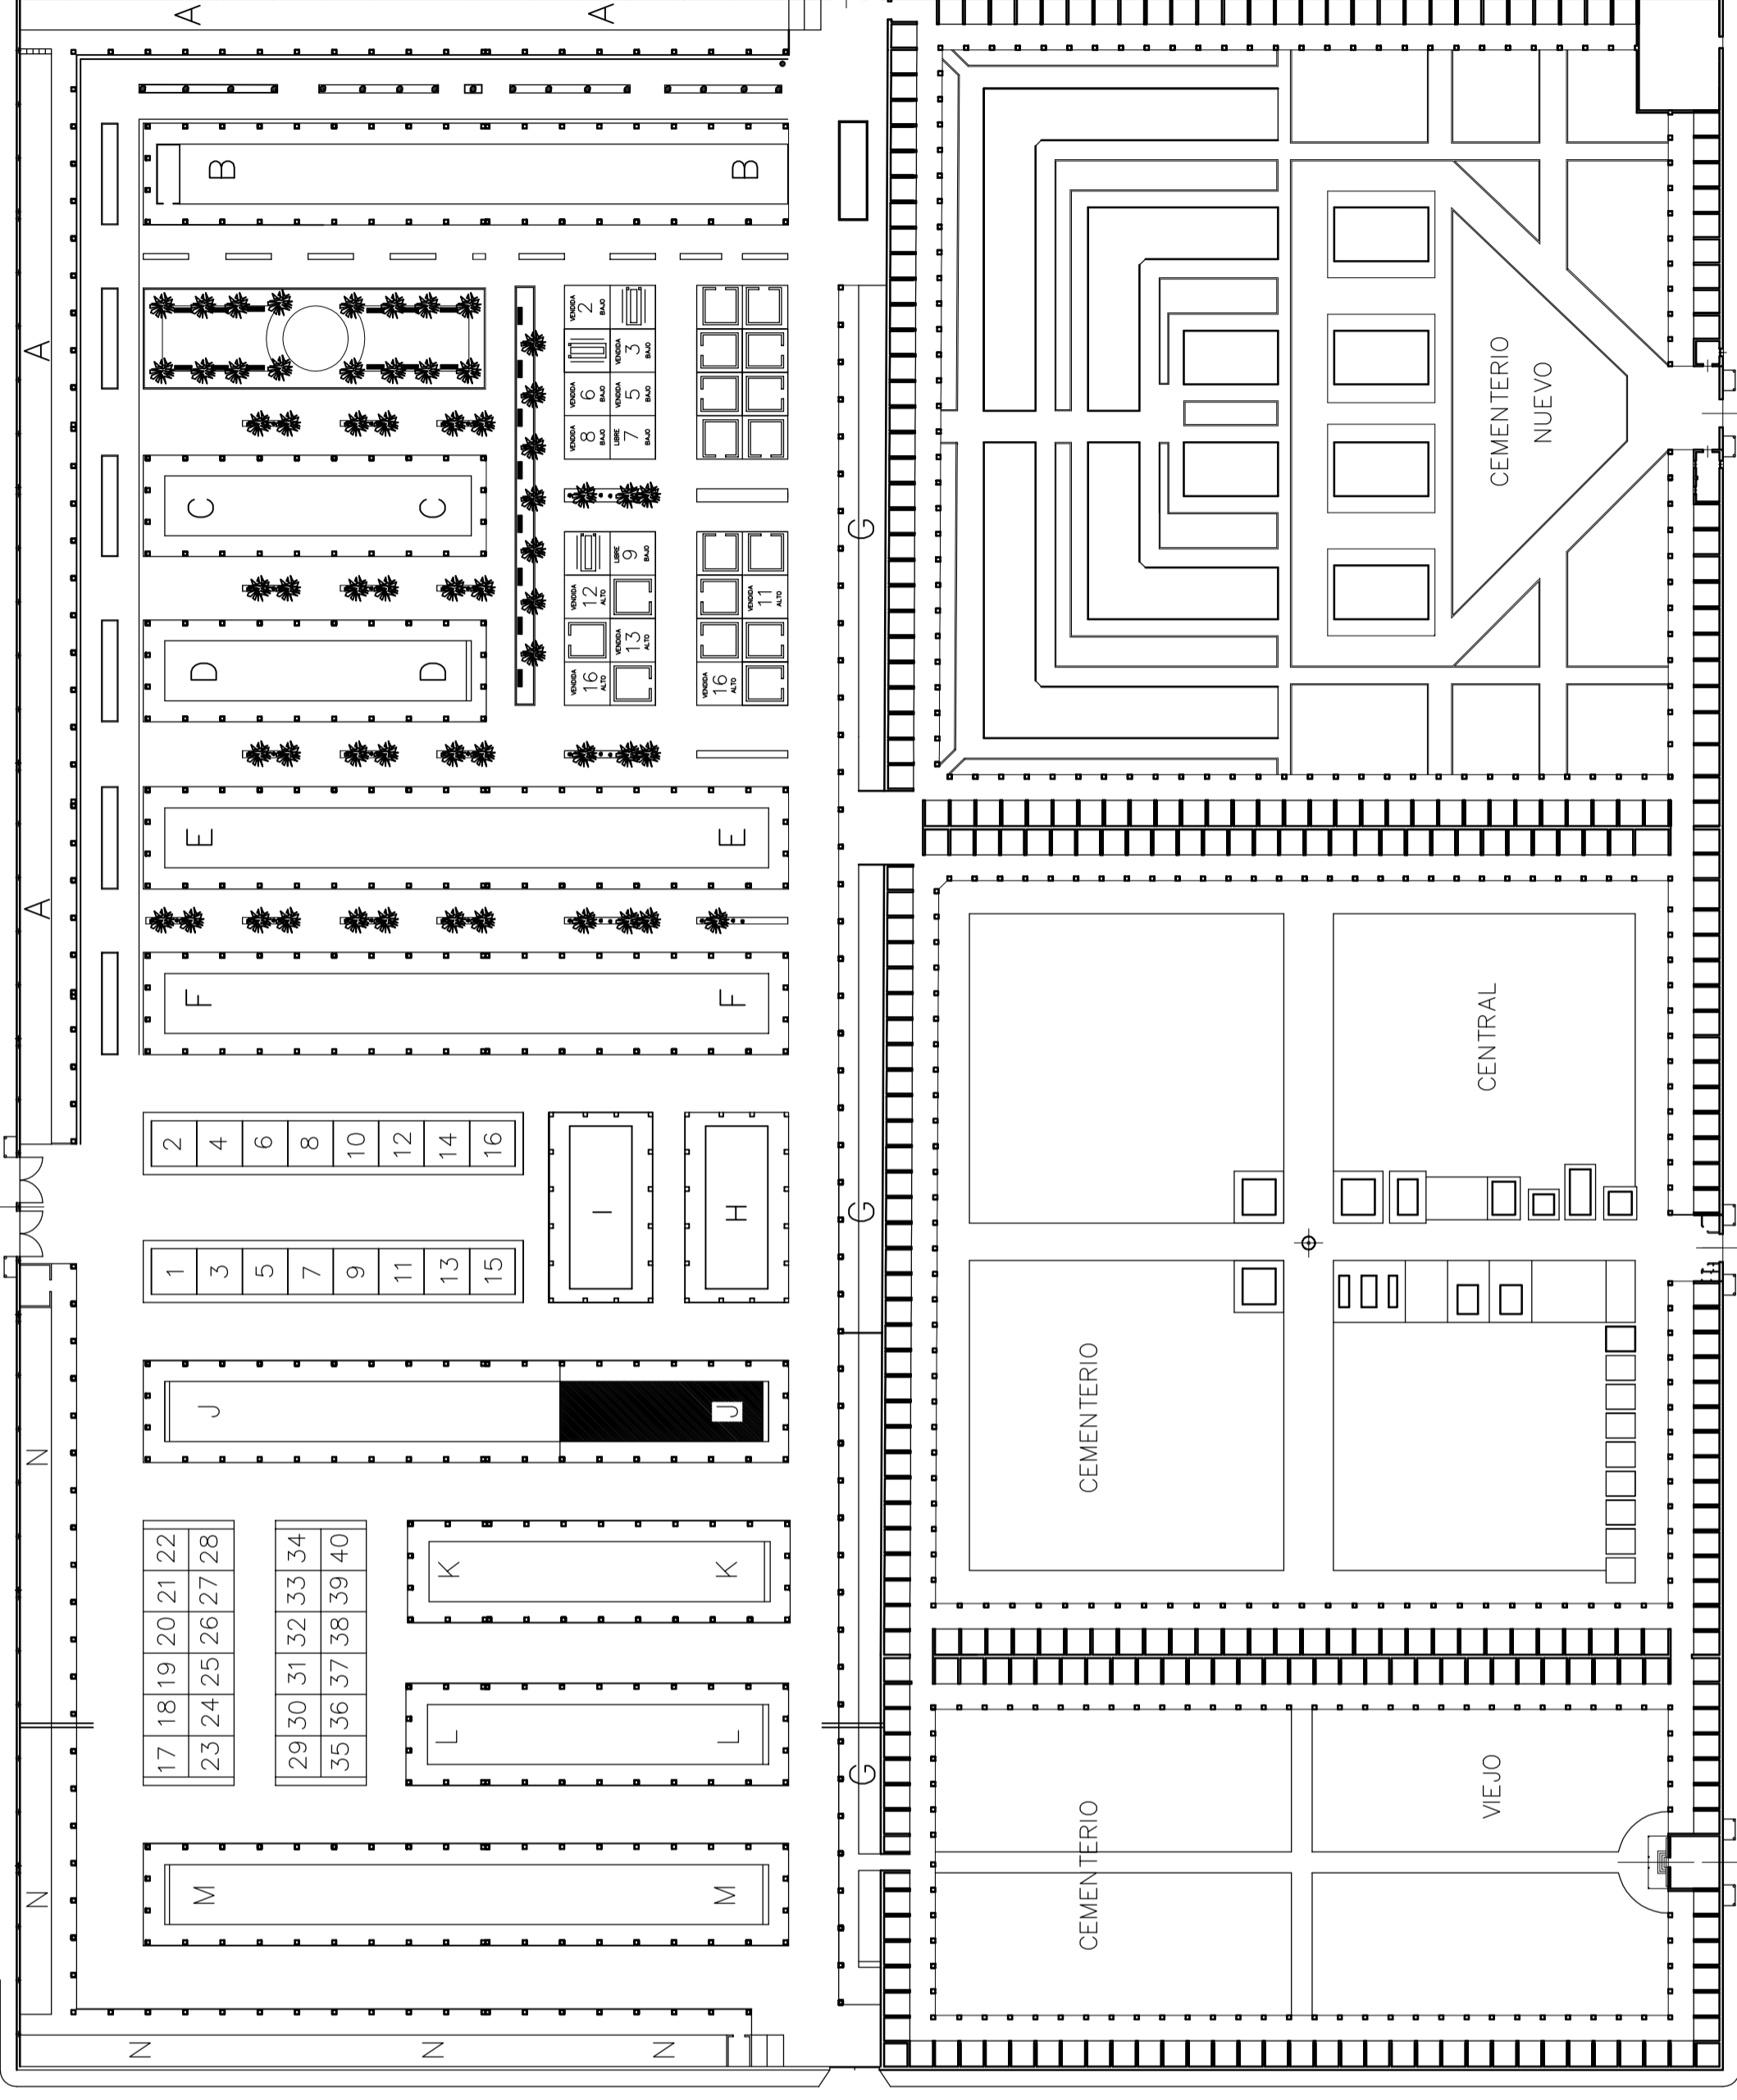 A
A
B
B
A
VENDIDA
2
BAJO
VENDIDA
3
BAJO
VENDIDA
6
BAJO
VENDIDA
5
BAJO
VENDIDA
8
BAJO
LIBRE
7
BAJO
CEMENTERIO
NUEVO
C
C
G
LIBRE
9
BAJO
VENDIDA
12
ALTO
VENDIDA
11
VENDIDA
13
ALTO
D
D
VENDIDA
16
ALTO
VENDIDA
16
ALTO
E
E
A
F
F
CENTRAL
2
4
6
8
10
12
14
16
I
H
G
1
3
5
7
9
11
13
15
J
J
N
CEMENTERIO
17 18 19 20 21 22
23 24 25 26 27 28
29 30 31 32 33 34
35 36 37 38 39 40
K
K
L
L
G
VIEJO
CEMENTERIO
M
M
N
N
N
N